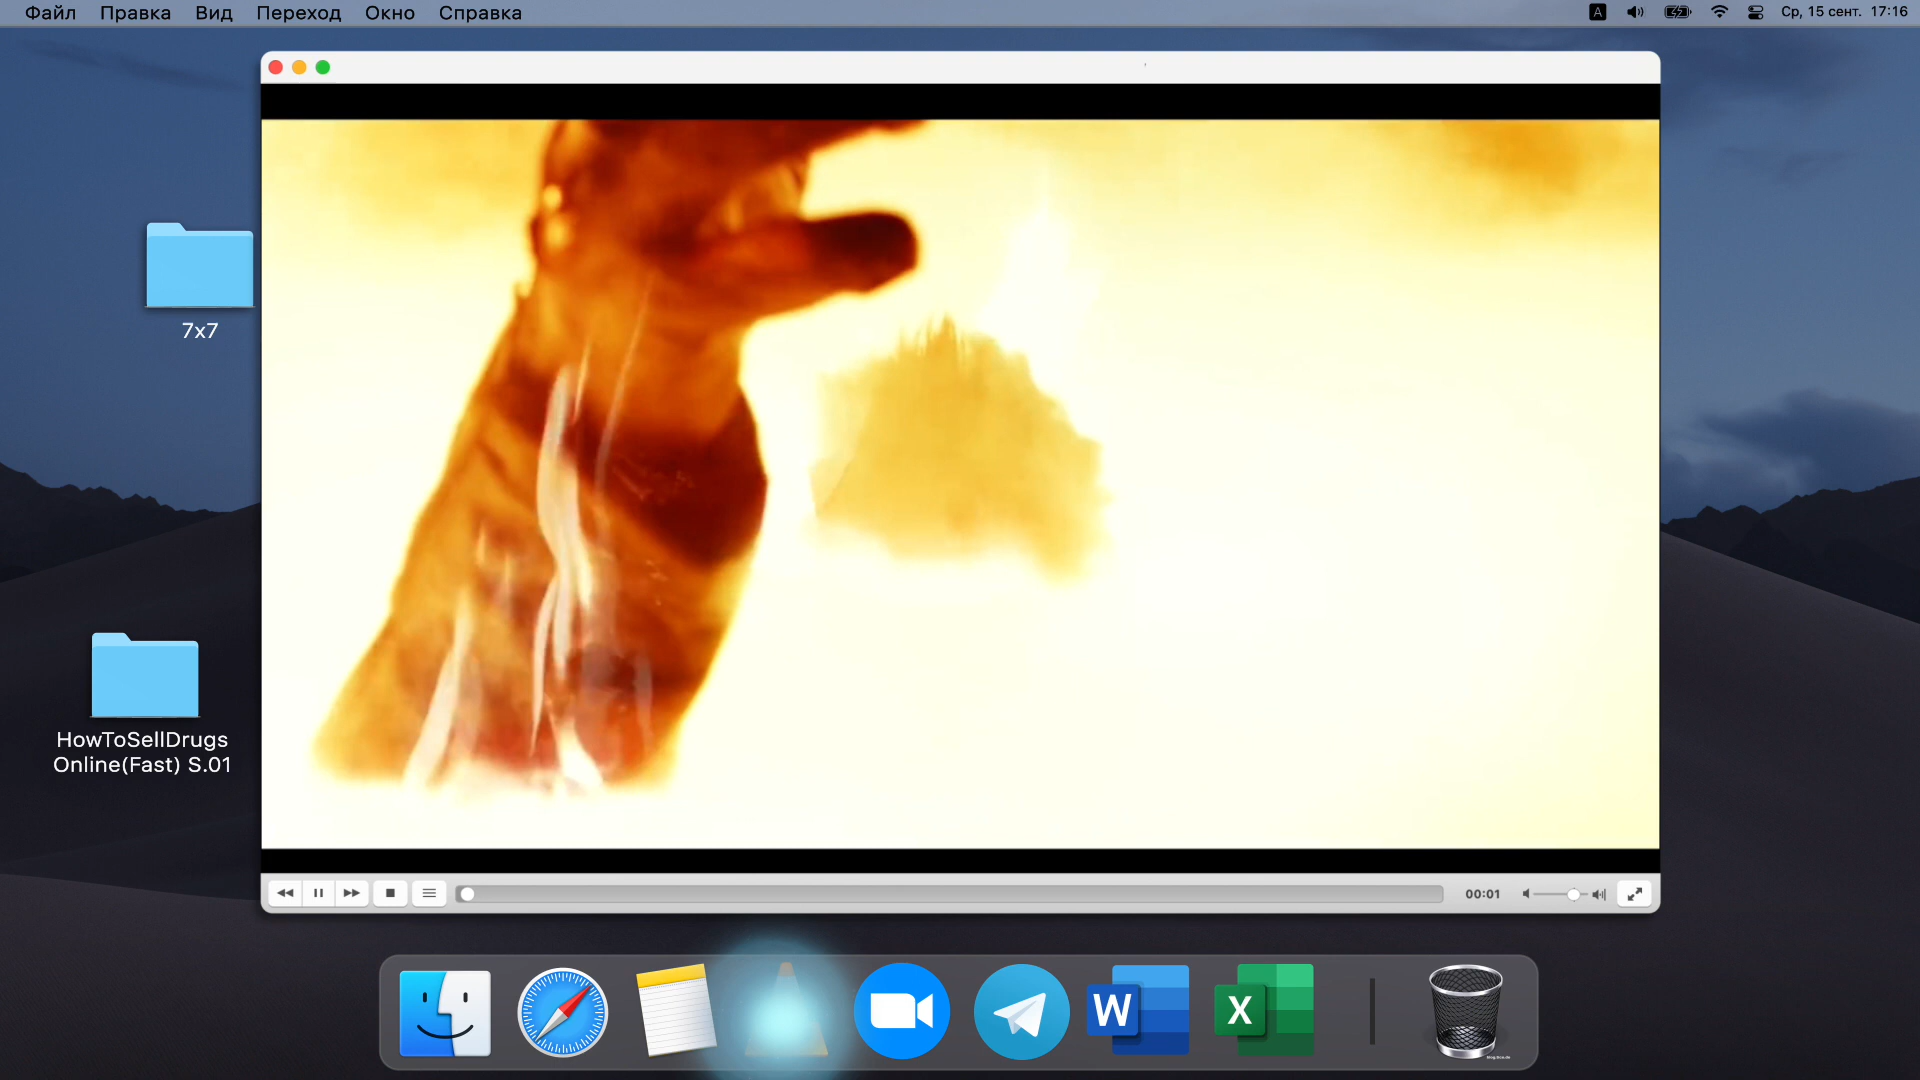 Файл Правка Вид Переход Окно Справка
A Ср, 15 сент. 17:16
7x7
HowToSellDrugs
Online(Fast) S.01
00:01
W X